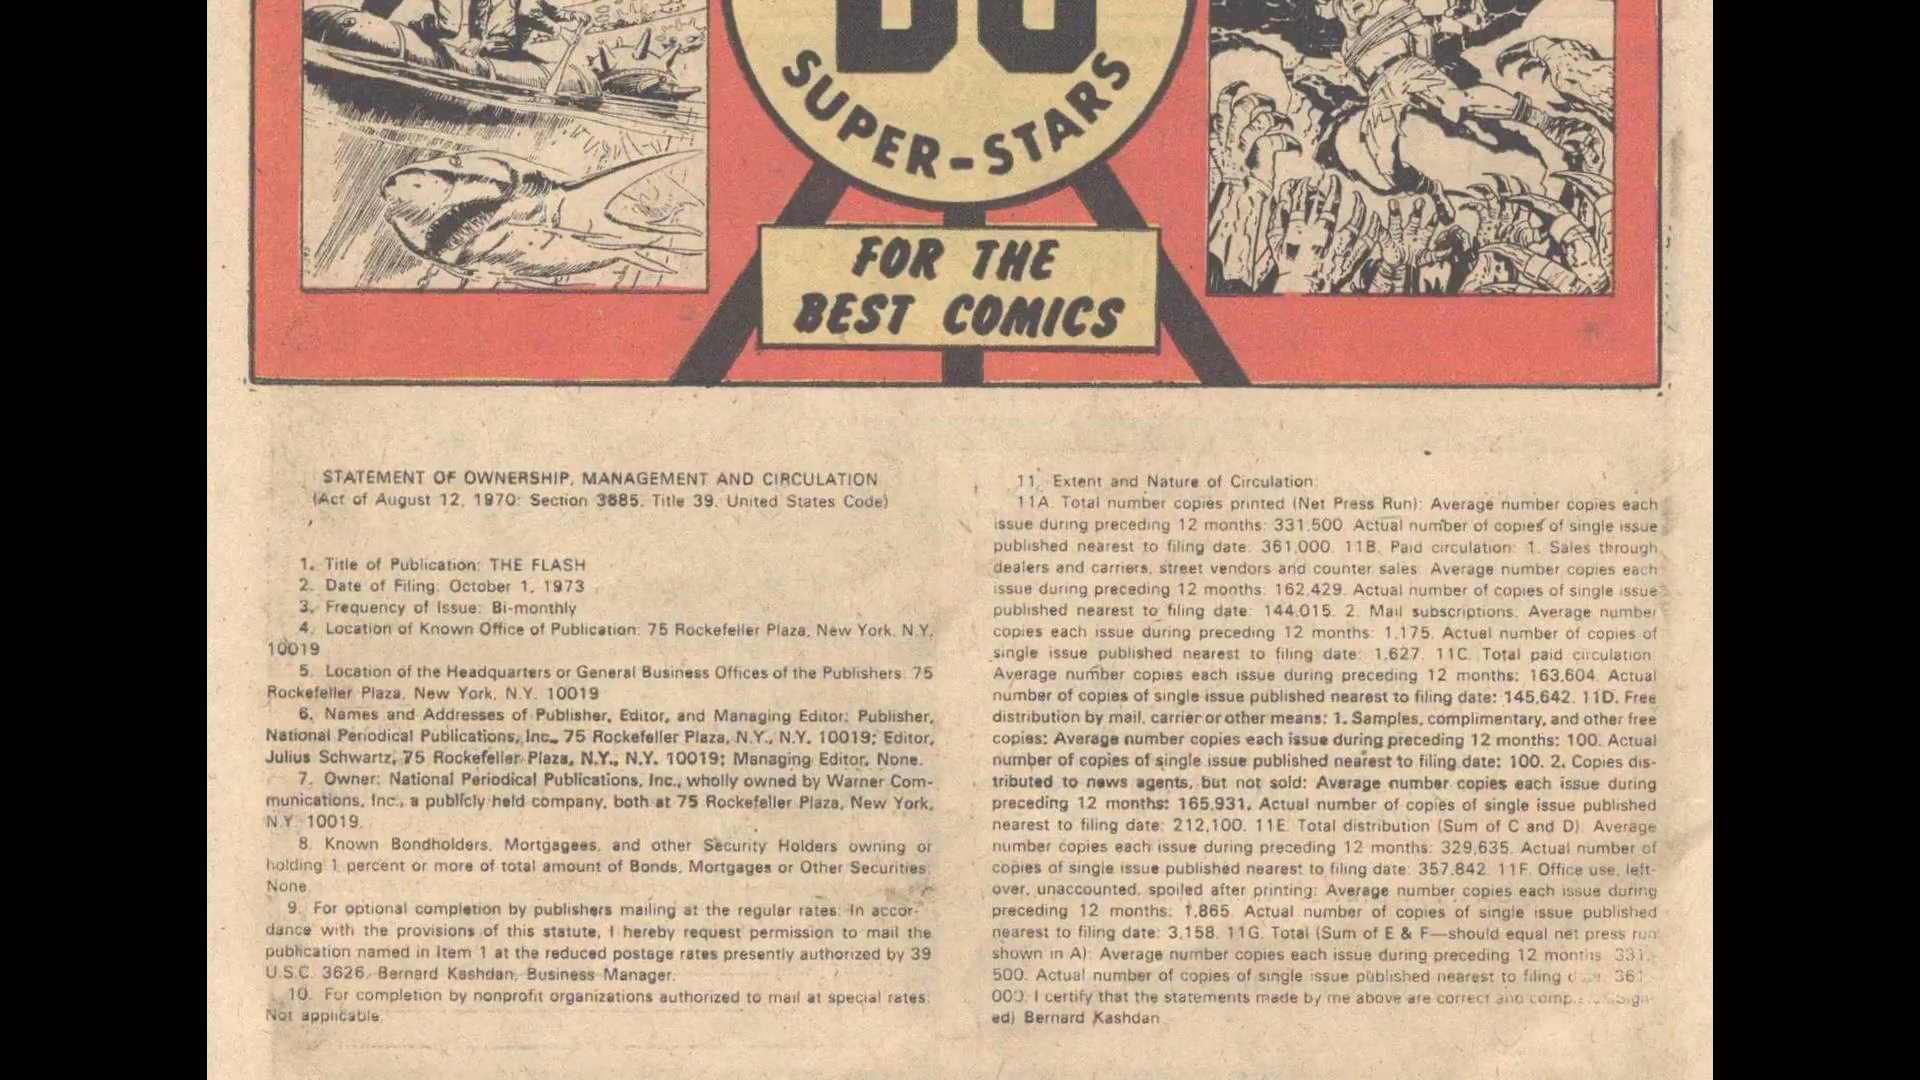 DC
SUPER-STARS
FOR THE
BEST COMICS
STATEMENT OF OWNERSHIP, MANAGEMENT AND CIRCULATION
(Act of August 12, 1970: Section 3685, Title 39, United States Code)
1. Title of Publication: THE FLASH
2. Date of Filing: October 1, 1973
3. Frequency of Issue: Bi-monthly
4. Location of Known Office of Publication: 75 Rockefeller Plaza, New York, N.Y.
10019
5. Location of the Headquarters or General Business Offices of the Publishers: 75
Rockefeller Plaza, New York, N.Y. 10019
6. Names and Addresses of Publisher, Editor, and Managing Editor: Publisher,
National Periodical Publications, Inc., 75 Rockefeller Plaza, N.Y., N.Y. 10019; Editor,
Julius Schwartz, 75 Rockefeller Plaza, N.Y., N.Y. 10019; Managing Editor, None.
7. Owner: National Periodical Publications, Inc., wholly owned by Warner Com-
munications, Inc., a publicly held company, both at 75 Rockefeller Plaza, New York,
N.Y. 10019.
8. Known Bondholders, Mortgagees, and other Security Holders owning or
holding 1 percent or more of total amount of Bonds, Mortgages or Other Securities:
None.
9. For optional completion by publishers mailing at the regular rates: In accor-
dance with the provisions of this statute, I hereby request permission to mail the
publication named in Item 1 at the reduced postage rates presently authorized by 39
U.S.C. 3626. Bernard Kashdan, Business Manager.
10. For completion by nonprofit organizations authorized to mail at special rates:
Not applicable.
11. Extent and Nature of Circulation:
11A. Total number copies printed (Net Press Run): Average number copies each
issue during preceding 12 months: 331,500. Actual number of copies of single issue
published nearest to filing date: 361,000. 11B. Paid circulation: 1. Sales through
dealers and carriers, street vendors and counter sales: Average number copies each
issue during preceding 12 months: 162,429. Actual number of copies of single issue
published nearest to filing date: 144,015. 2. Mail subscriptions: Average number
copies each issue during preceding 12 months: 1,175. Actual number of copies of
single issue published nearest to filing date: 1,627. 11C. Total paid circulation:
Average number copies each issue during preceding 12 months: 163,604. Actual
number of copies of single issue published nearest to filing date: 145,642. 11D. Free
distribution by mail, carrier or other means: 1. Samples, complimentary, and other free
copies: Average number copies each issue during preceding 12 months: 100. Actual
number of copies of single issue published nearest to filing date: 100. 2. Copies dis-
tributed to news agents, but not sold: Average number copies each issue during
preceding 12 months: 165,931. Actual number of copies of single issue published
nearest to filing date: 212,100. 11E. Total distribution (Sum of C and D): Average
number copies each issue during preceding 12 months: 329,635. Actual number of
copies of single issue published nearest to filing date: 357,842. 11F. Office use, left-
over, unaccounted, spoiled after printing: Average number copies each issue during
preceding 12 months: 1,865. Actual number of copies of single issue published
nearest to filing date: 3,158. 11G. Total (Sum of E & F—should equal net press run
shown in A): Average number copies each issue during preceding 12 months: 331,-
500. Actual number of copies of single issue published nearest to filing 361
000. I certify that the statements made by me above are correct and
ed) Bernard Kashdan